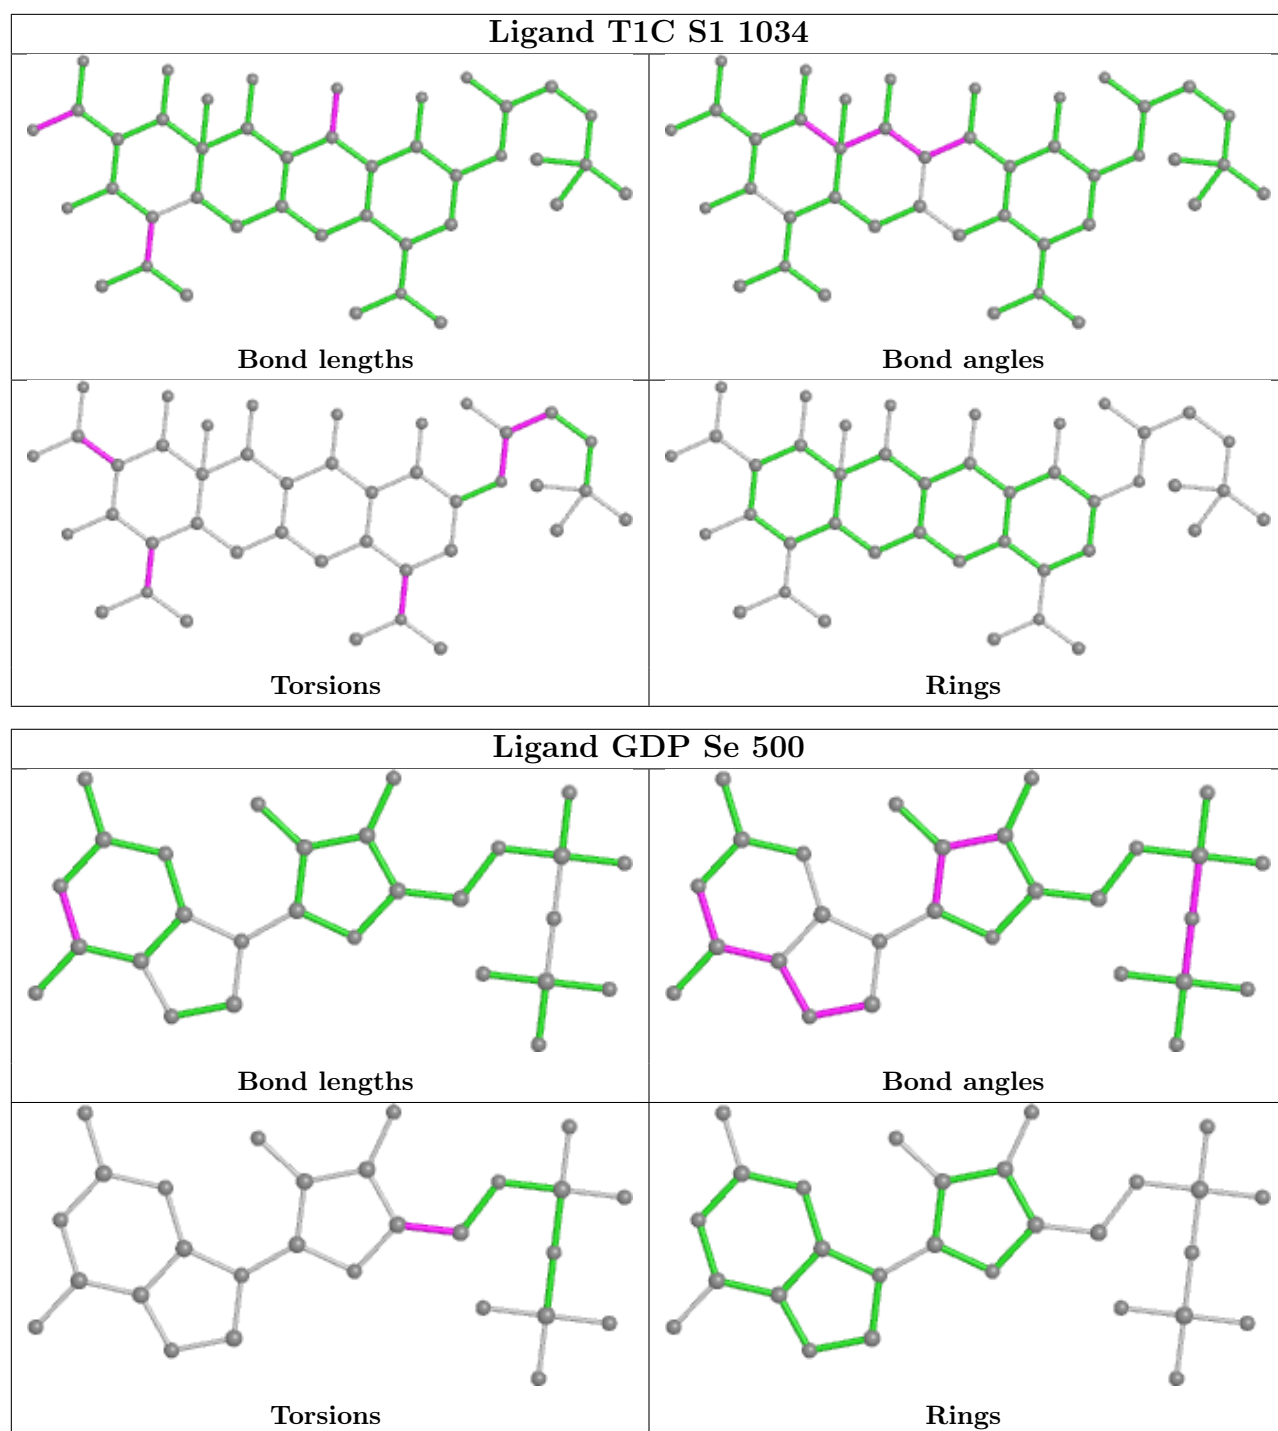 Ligand T1C S1 1034
Bond lengths
Bond angles
Torsions
Rings
Ligand GDP Se 500
Bond lengths
Bond angles
Torsions
Rings